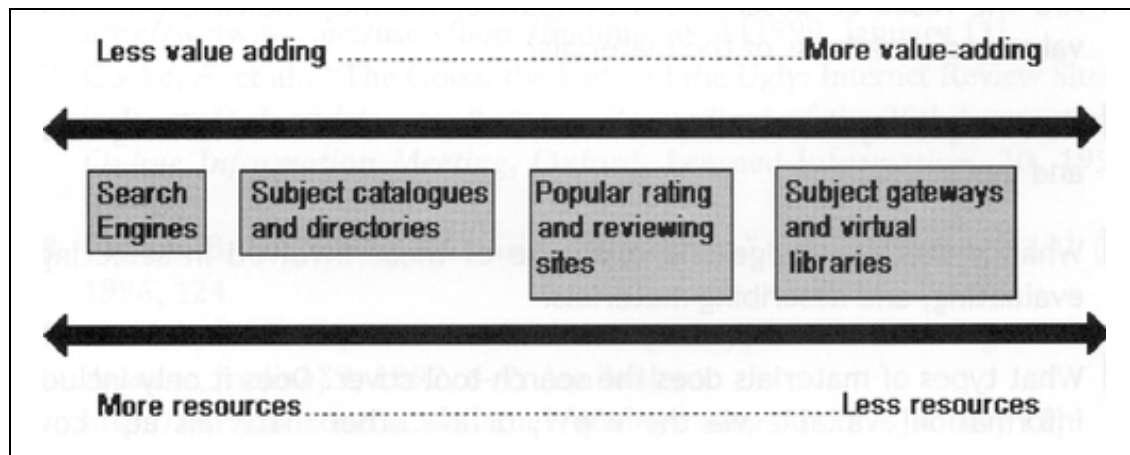 Less value adding ........................................ More value-adding
Search
Engines
Subject catalogues
and directories
Popular rating
and reviewing
sites
Subject gateways
and virtual
libraries
More resources........................................................Less resources